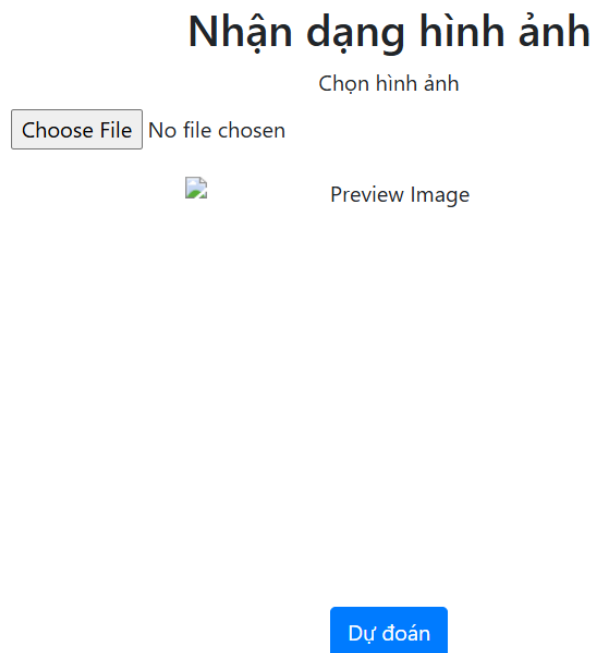 Nhận dạng hình ảnh
Chọn hình ảnh
Choose File No file chosen
Preview Image
Dự đoán